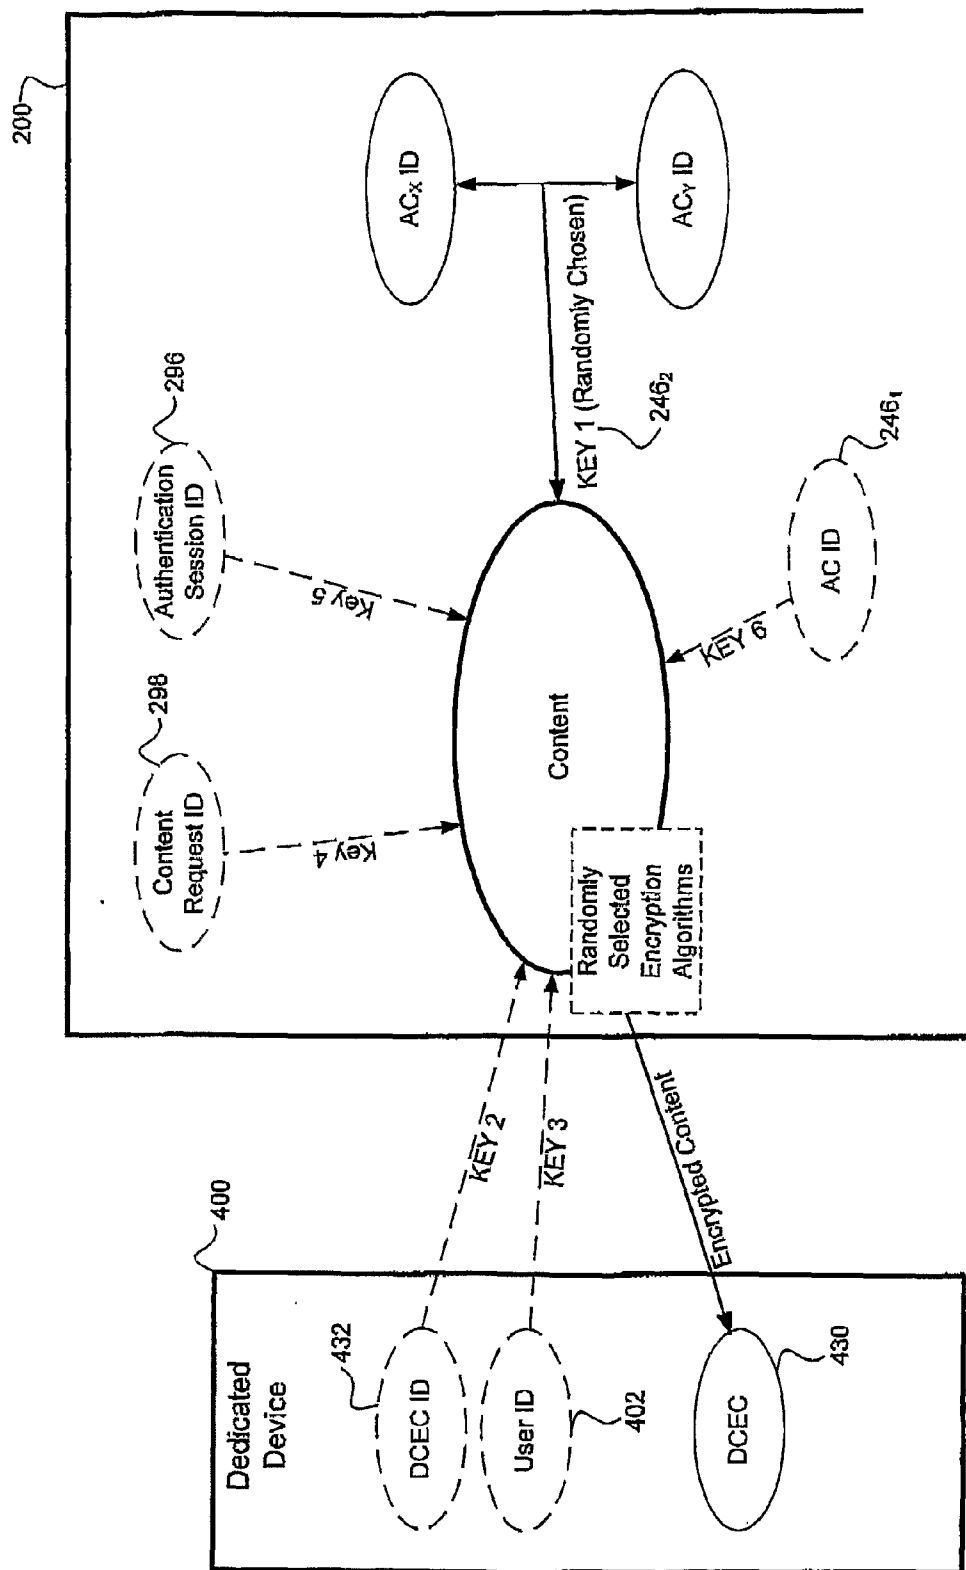 200
Content
Request ID
298
Authentication
Session ID
296
Key 4
Key 5
ACX ID
ACY ID
KEY 1 (Randomly Chosen)
246₂
Content
Randomly
Selected
Encryption
Algorithms
KEY 6
AC ID
246₁
400
Dedicated
Device
432
DCEC ID
KEY 2
User ID
402
KEY 3
Encrypted Content
DCEC
430